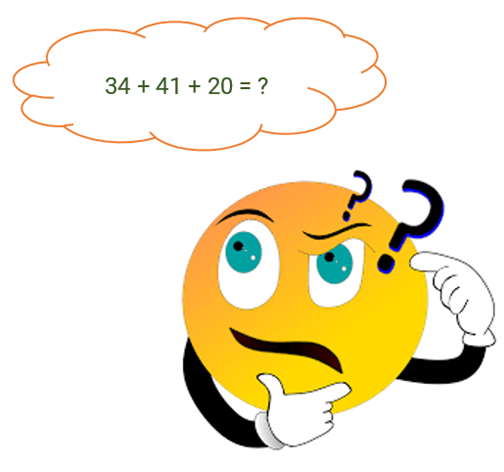 34 + 41 + 20 = ?
? ?